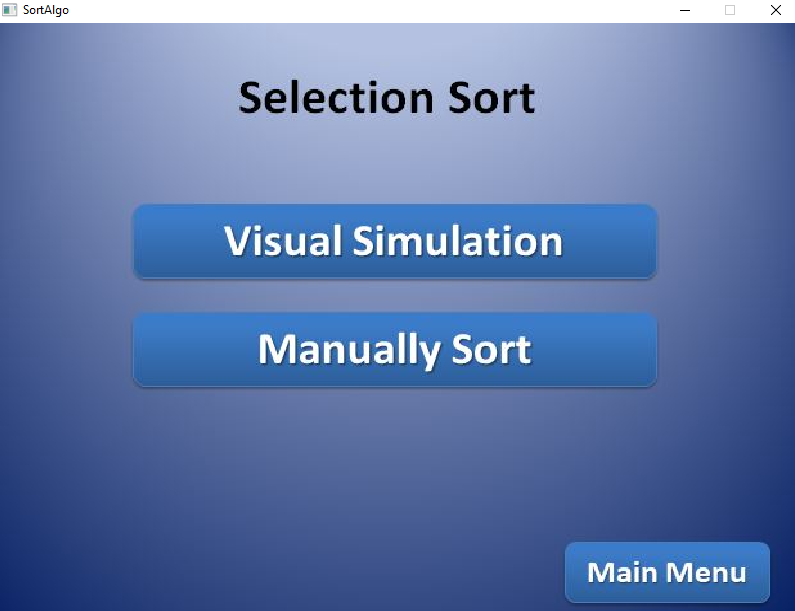 SortAlgo
Selection Sort
Visual Simulation
Manually Sort
Main Menu